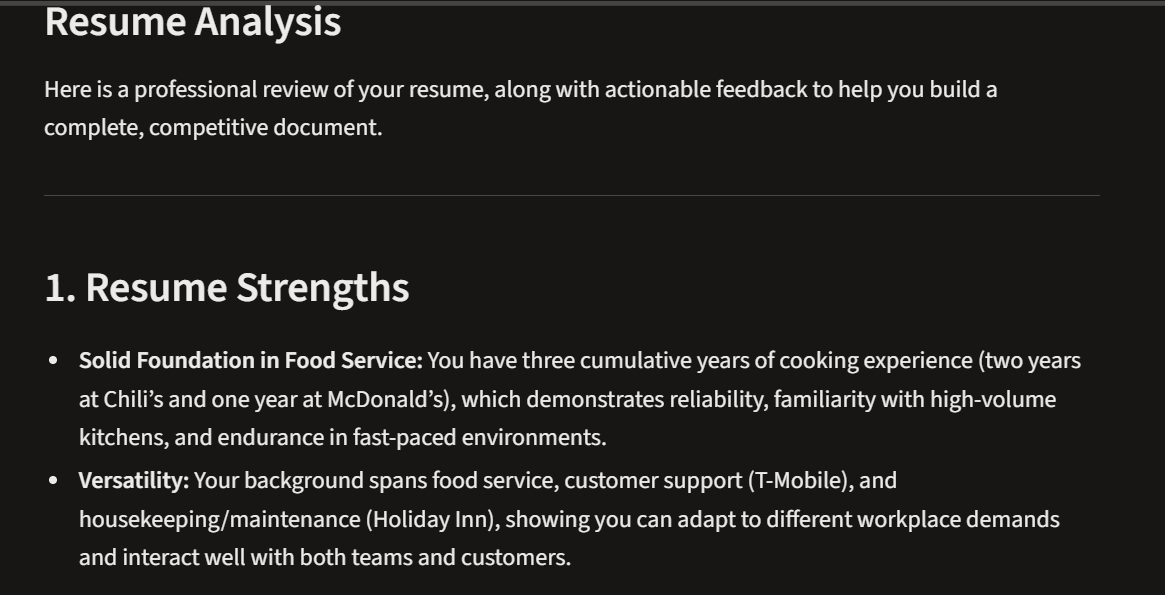 Resume Analysis
Here is a professional review of your resume, along with actionable feedback to help you build a
complete, competitive document.
1. Resume Strengths
• Solid Foundation in Food Service: You have three cumulative years of cooking experience (two years
at Chili’s and one year at McDonald’s), which demonstrates reliability, familiarity with high-volume
kitchens, and endurance in fast-paced environments.
• Versatility: Your background spans food service, customer support (T-Mobile), and
housekeeping/maintenance (Holiday Inn), showing you can adapt to different workplace demands
and interact well with both teams and customers.